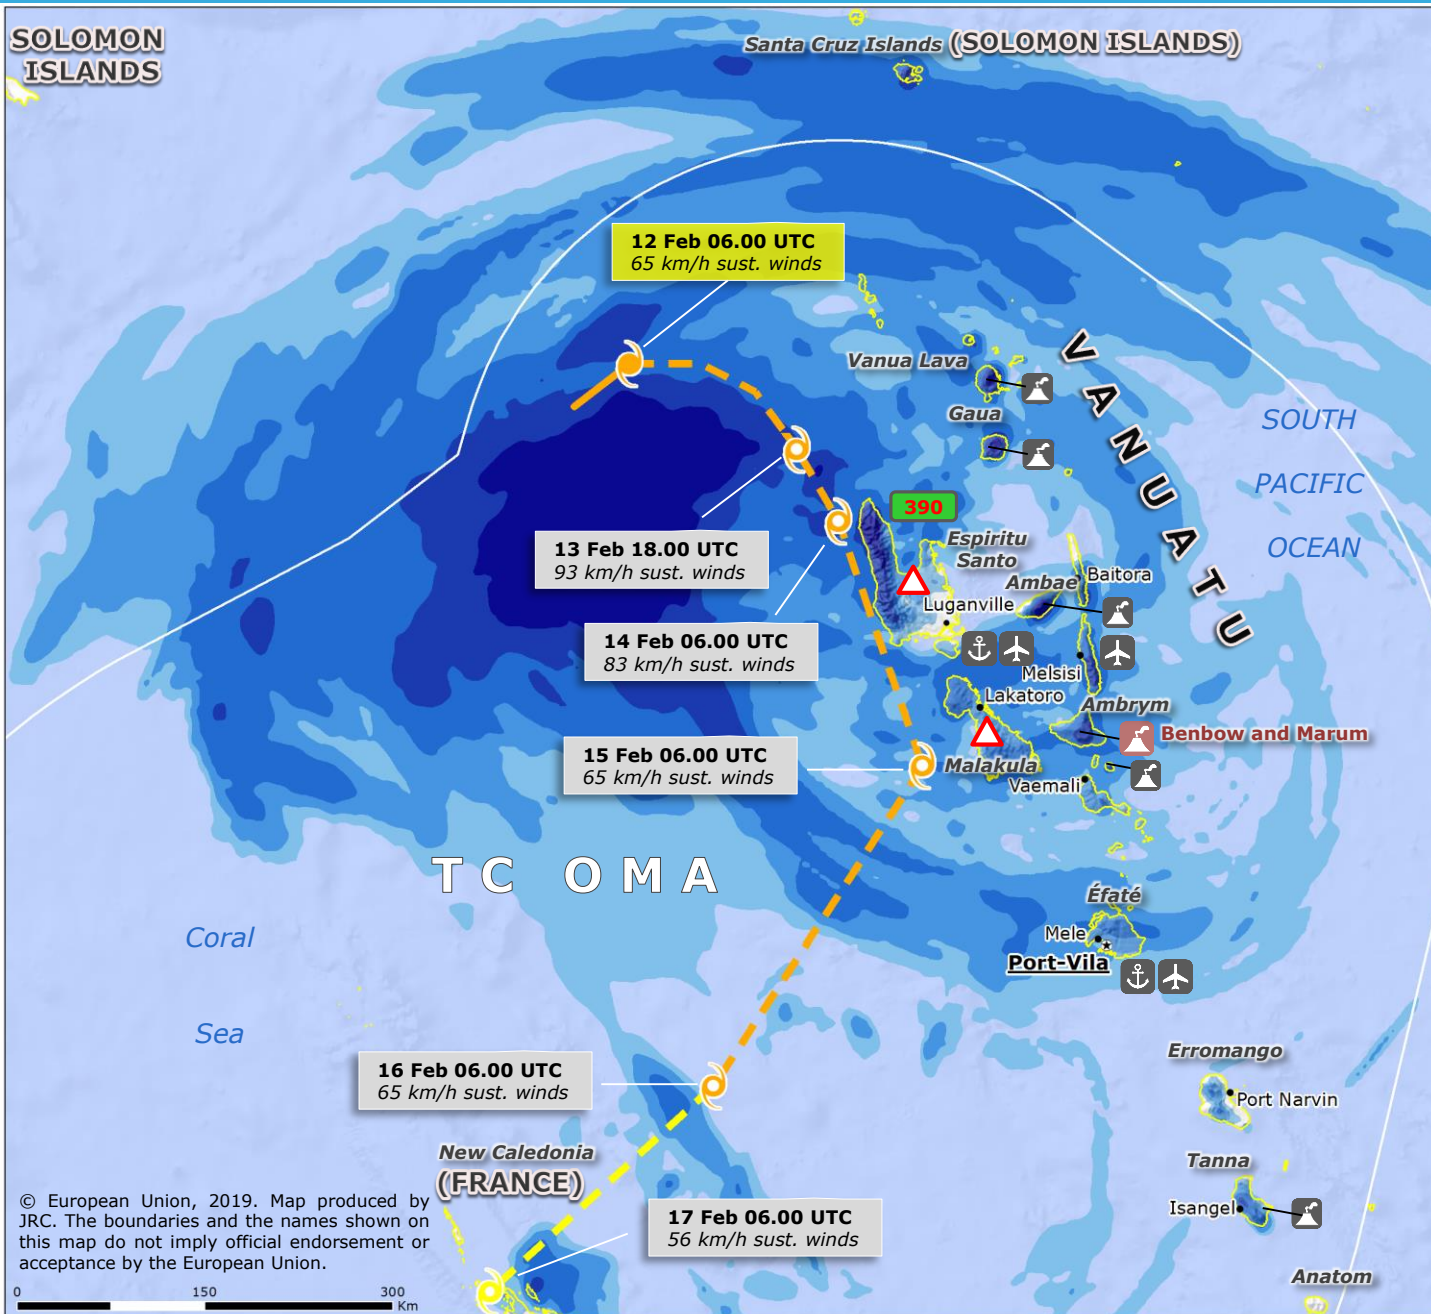 SOLOMON
ISLANDS
Santa Cruz Islands (SOLOMON ISLANDS)
12 Feb 06.00 UTC
65 km/h sust. winds
Vanua Lava
Gaua
VANUATU
SOUTH
PACIFIC
OCEAN
390
13 Feb 18.00 UTC
93 km/h sust. winds
Espiritu
Santo
Ambae
Baitora
Luganville
14 Feb 06.00 UTC
83 km/h sust. winds
Melsisi
Lakatoro
Ambrym
Benbow and Marum
15 Feb 06.00 UTC
65 km/h sust. winds
Malakula
Vaemali
TC OMA
Éfaté
Mele
Port-Vila
Coral
Sea
16 Feb 06.00 UTC
65 km/h sust. winds
Erromango
Port Narvin
New Caledonia
(FRANCE)
Tanna
Isangel
17 Feb 06.00 UTC
56 km/h sust. winds
Anatom
© European Union, 2019. Map produced by
JRC. The boundaries and the names shown on
this map do not imply official endorsement or
acceptance by the European Union.
0 150 300
Km